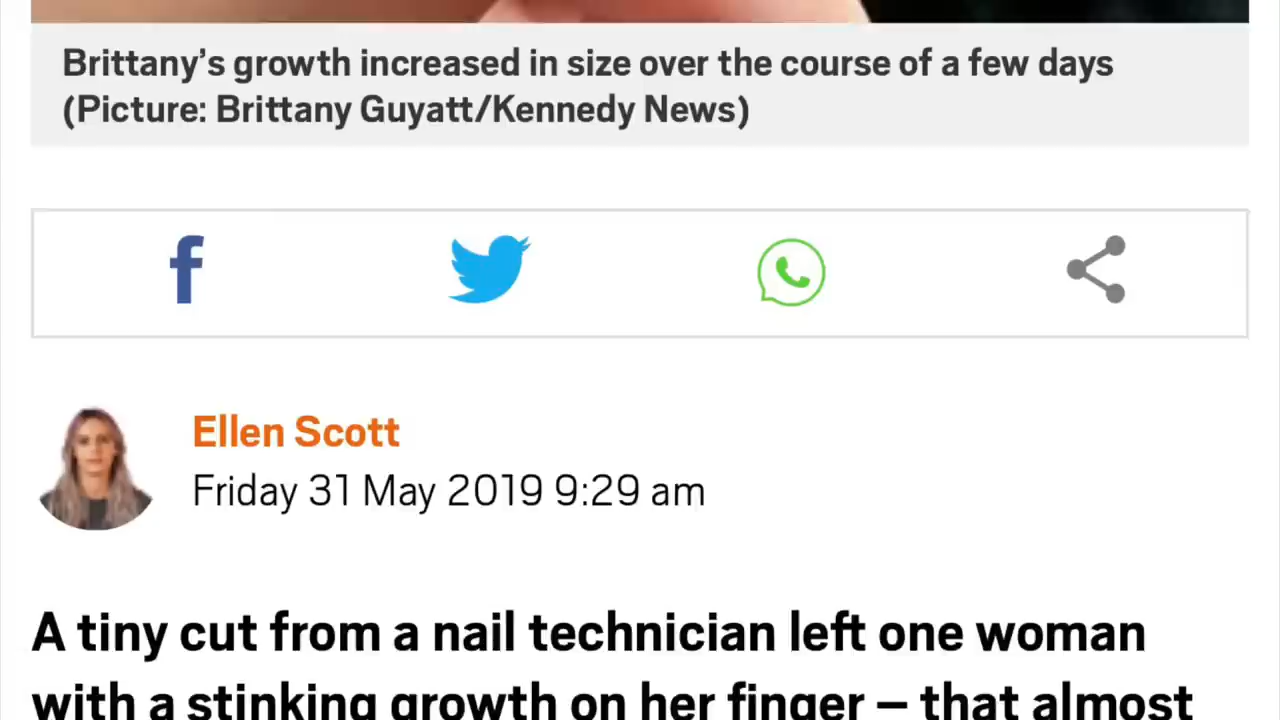 Brittany’s growth increased in size over the course of a few days
(Picture: Brittany Guyatt/Kennedy News)
Ellen Scott
Friday 31 May 2019 9:29 am
A tiny cut from a nail technician left one woman
with a stinking growth on her finger – that almost